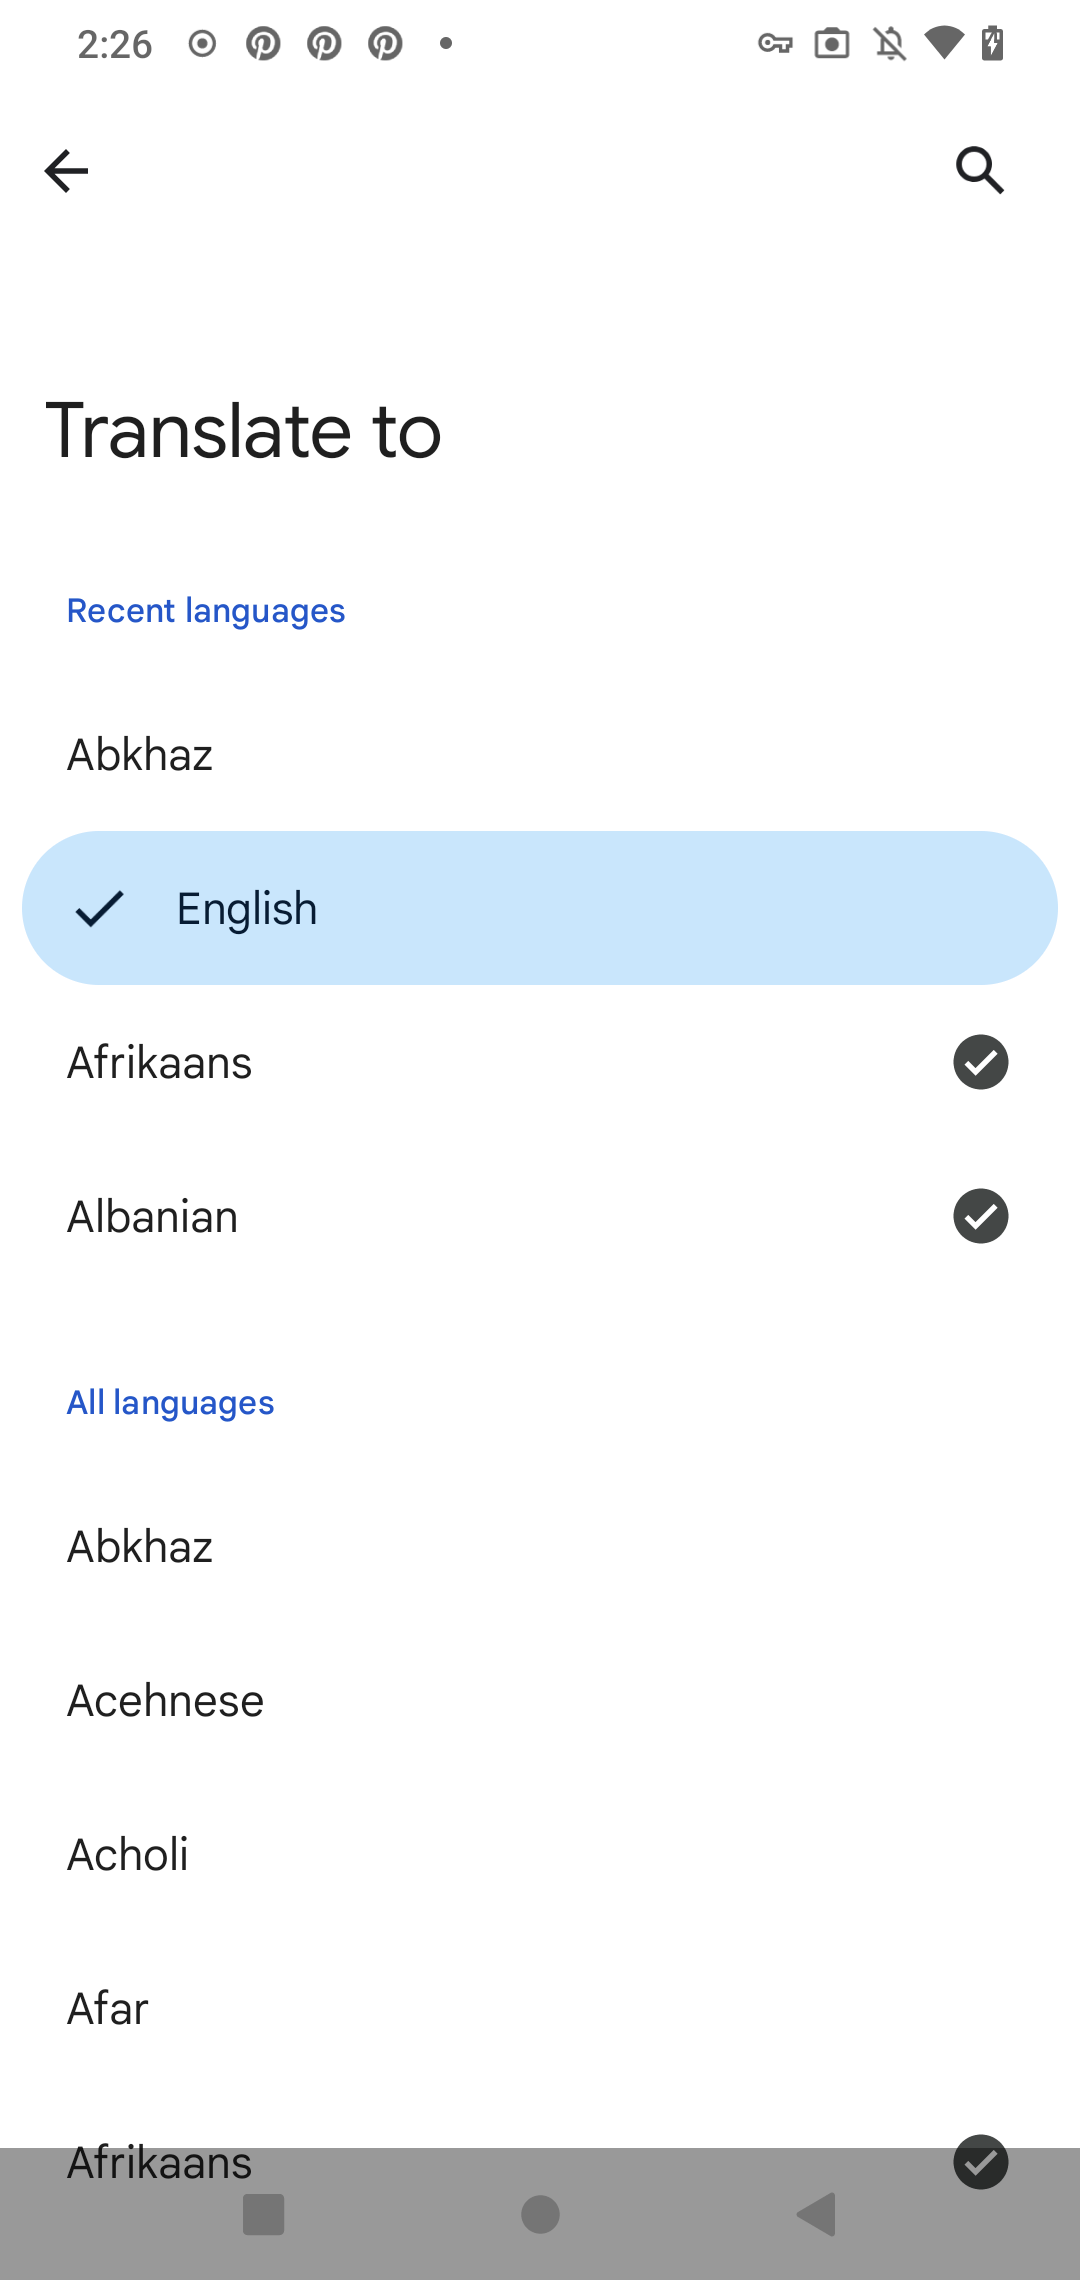 2:26
Translate to
Recent languages
Abkhaz
English
Afrikaans
Albanian
All languages
Abkhaz
Acehnese
Acholi
Afar
Afrikaans